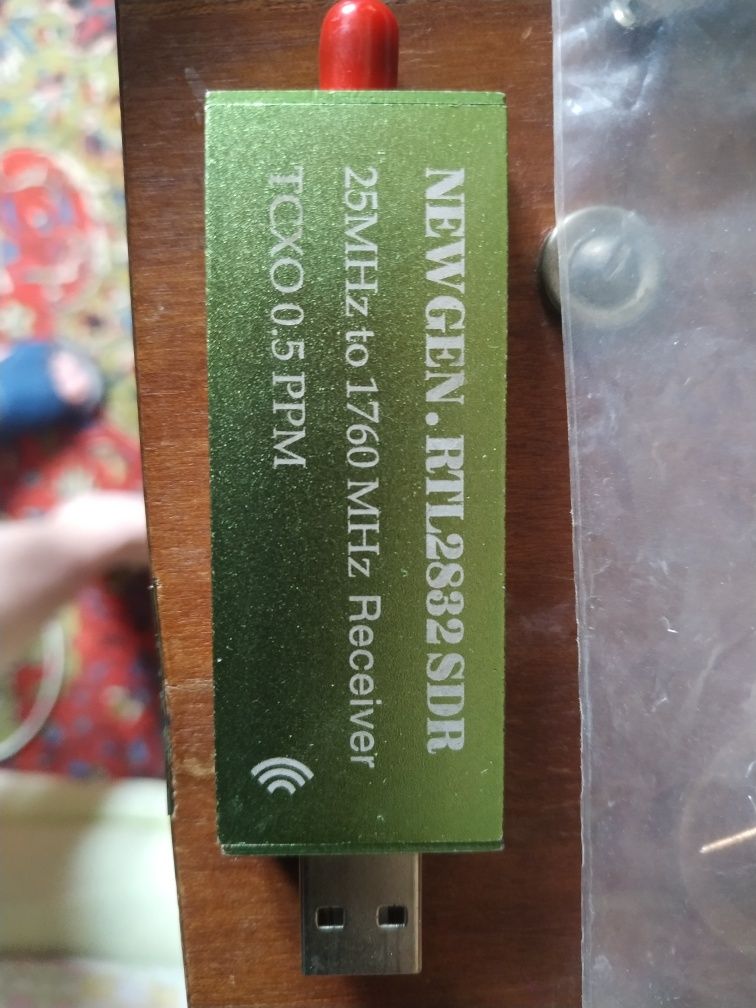 NEWGEN.RTL2832 SDR
25MHz to 1760 MHz Receiver
TCXO 0.5 PPM